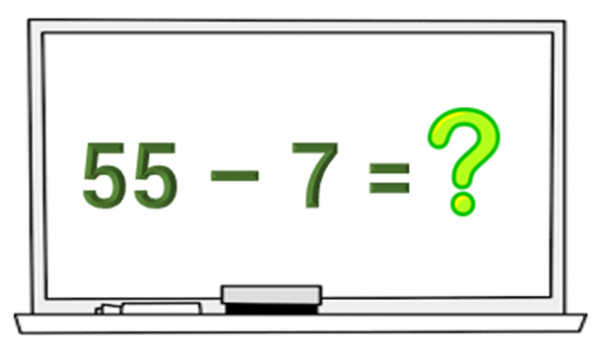 55 – 7 = ?